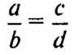 a/b = c/d